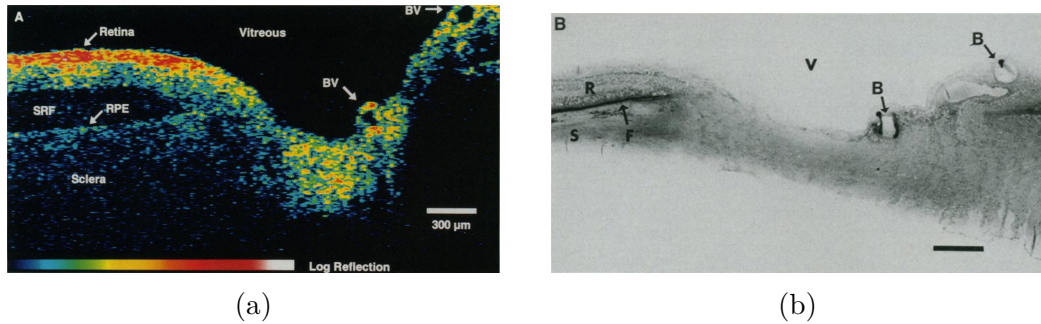 A
Retina
Vitreous
BV
BV
SRF
RPE
Sclera
300 µm
Log Reflection
B
V
B
B
R
S
F
(a)
(b)